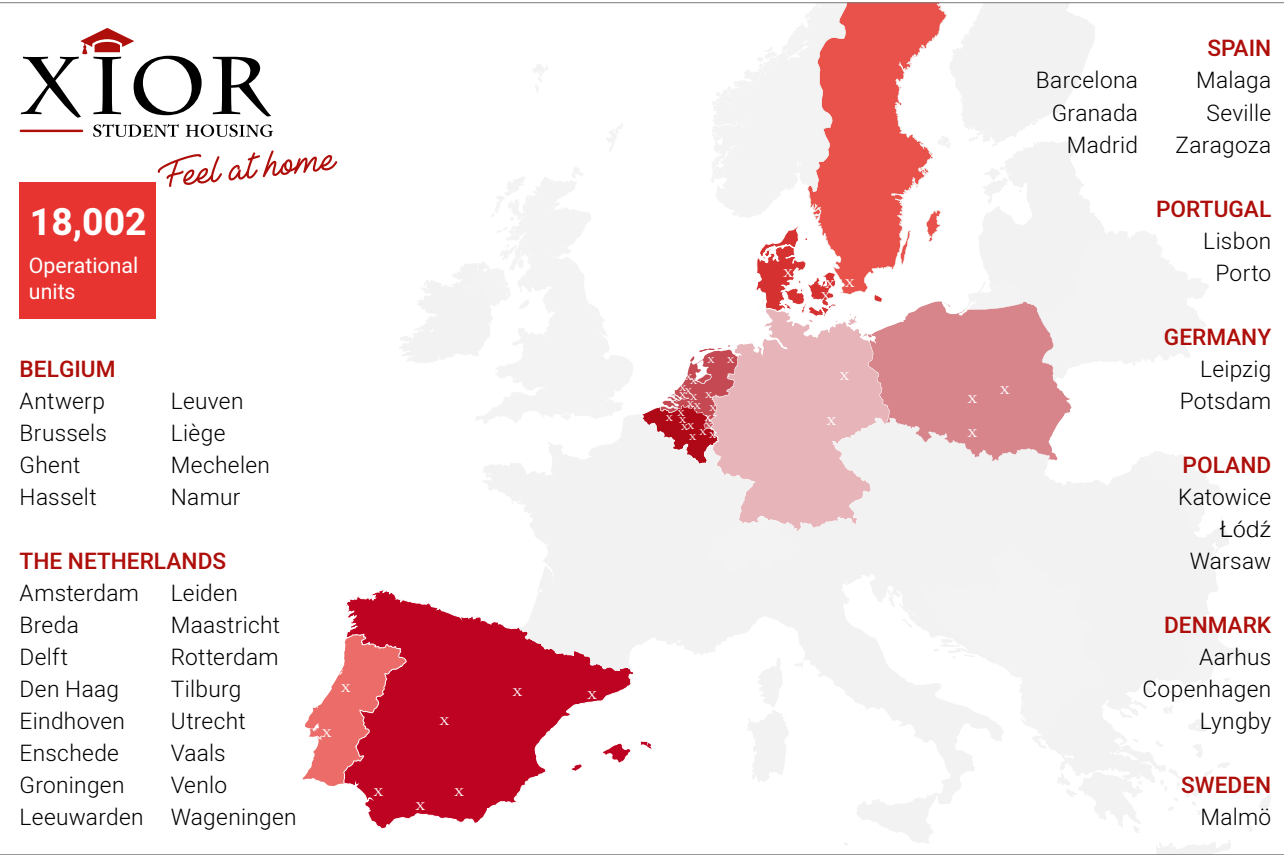 XIOR
STUDENT HOUSING
Feel at home
18,002
Operational
units
BELGIUM
Antwerp Leuven
Brussels Liège
Ghent Mechelen
Hasselt Namur
THE NETHERLANDS
Amsterdam Leiden
Breda Maastricht
Delft Rotterdam
Den Haag Tilburg
Eindhoven Utrecht
Enschede Vaals
Groningen Venlo
Leeuwarden Wageningen
SPAIN
Barcelona Malaga
Granada Seville
Madrid Zaragoza
PORTUGAL
Lisbon
Porto
GERMANY
Leipzig
Potsdam
POLAND
Katowice
Łódź
Warsaw
DENMARK
Aarhus
Copenhagen
Lyngby
SWEDEN
Malmö